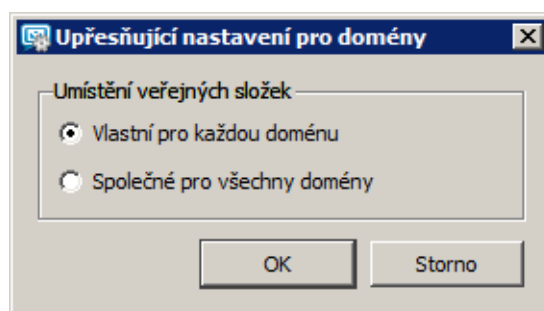 Upřesňující nastavení pro domény
Umístění veřejných složek
Vlastní pro každou doménu
Společné pro všechny domény
OK
Storno